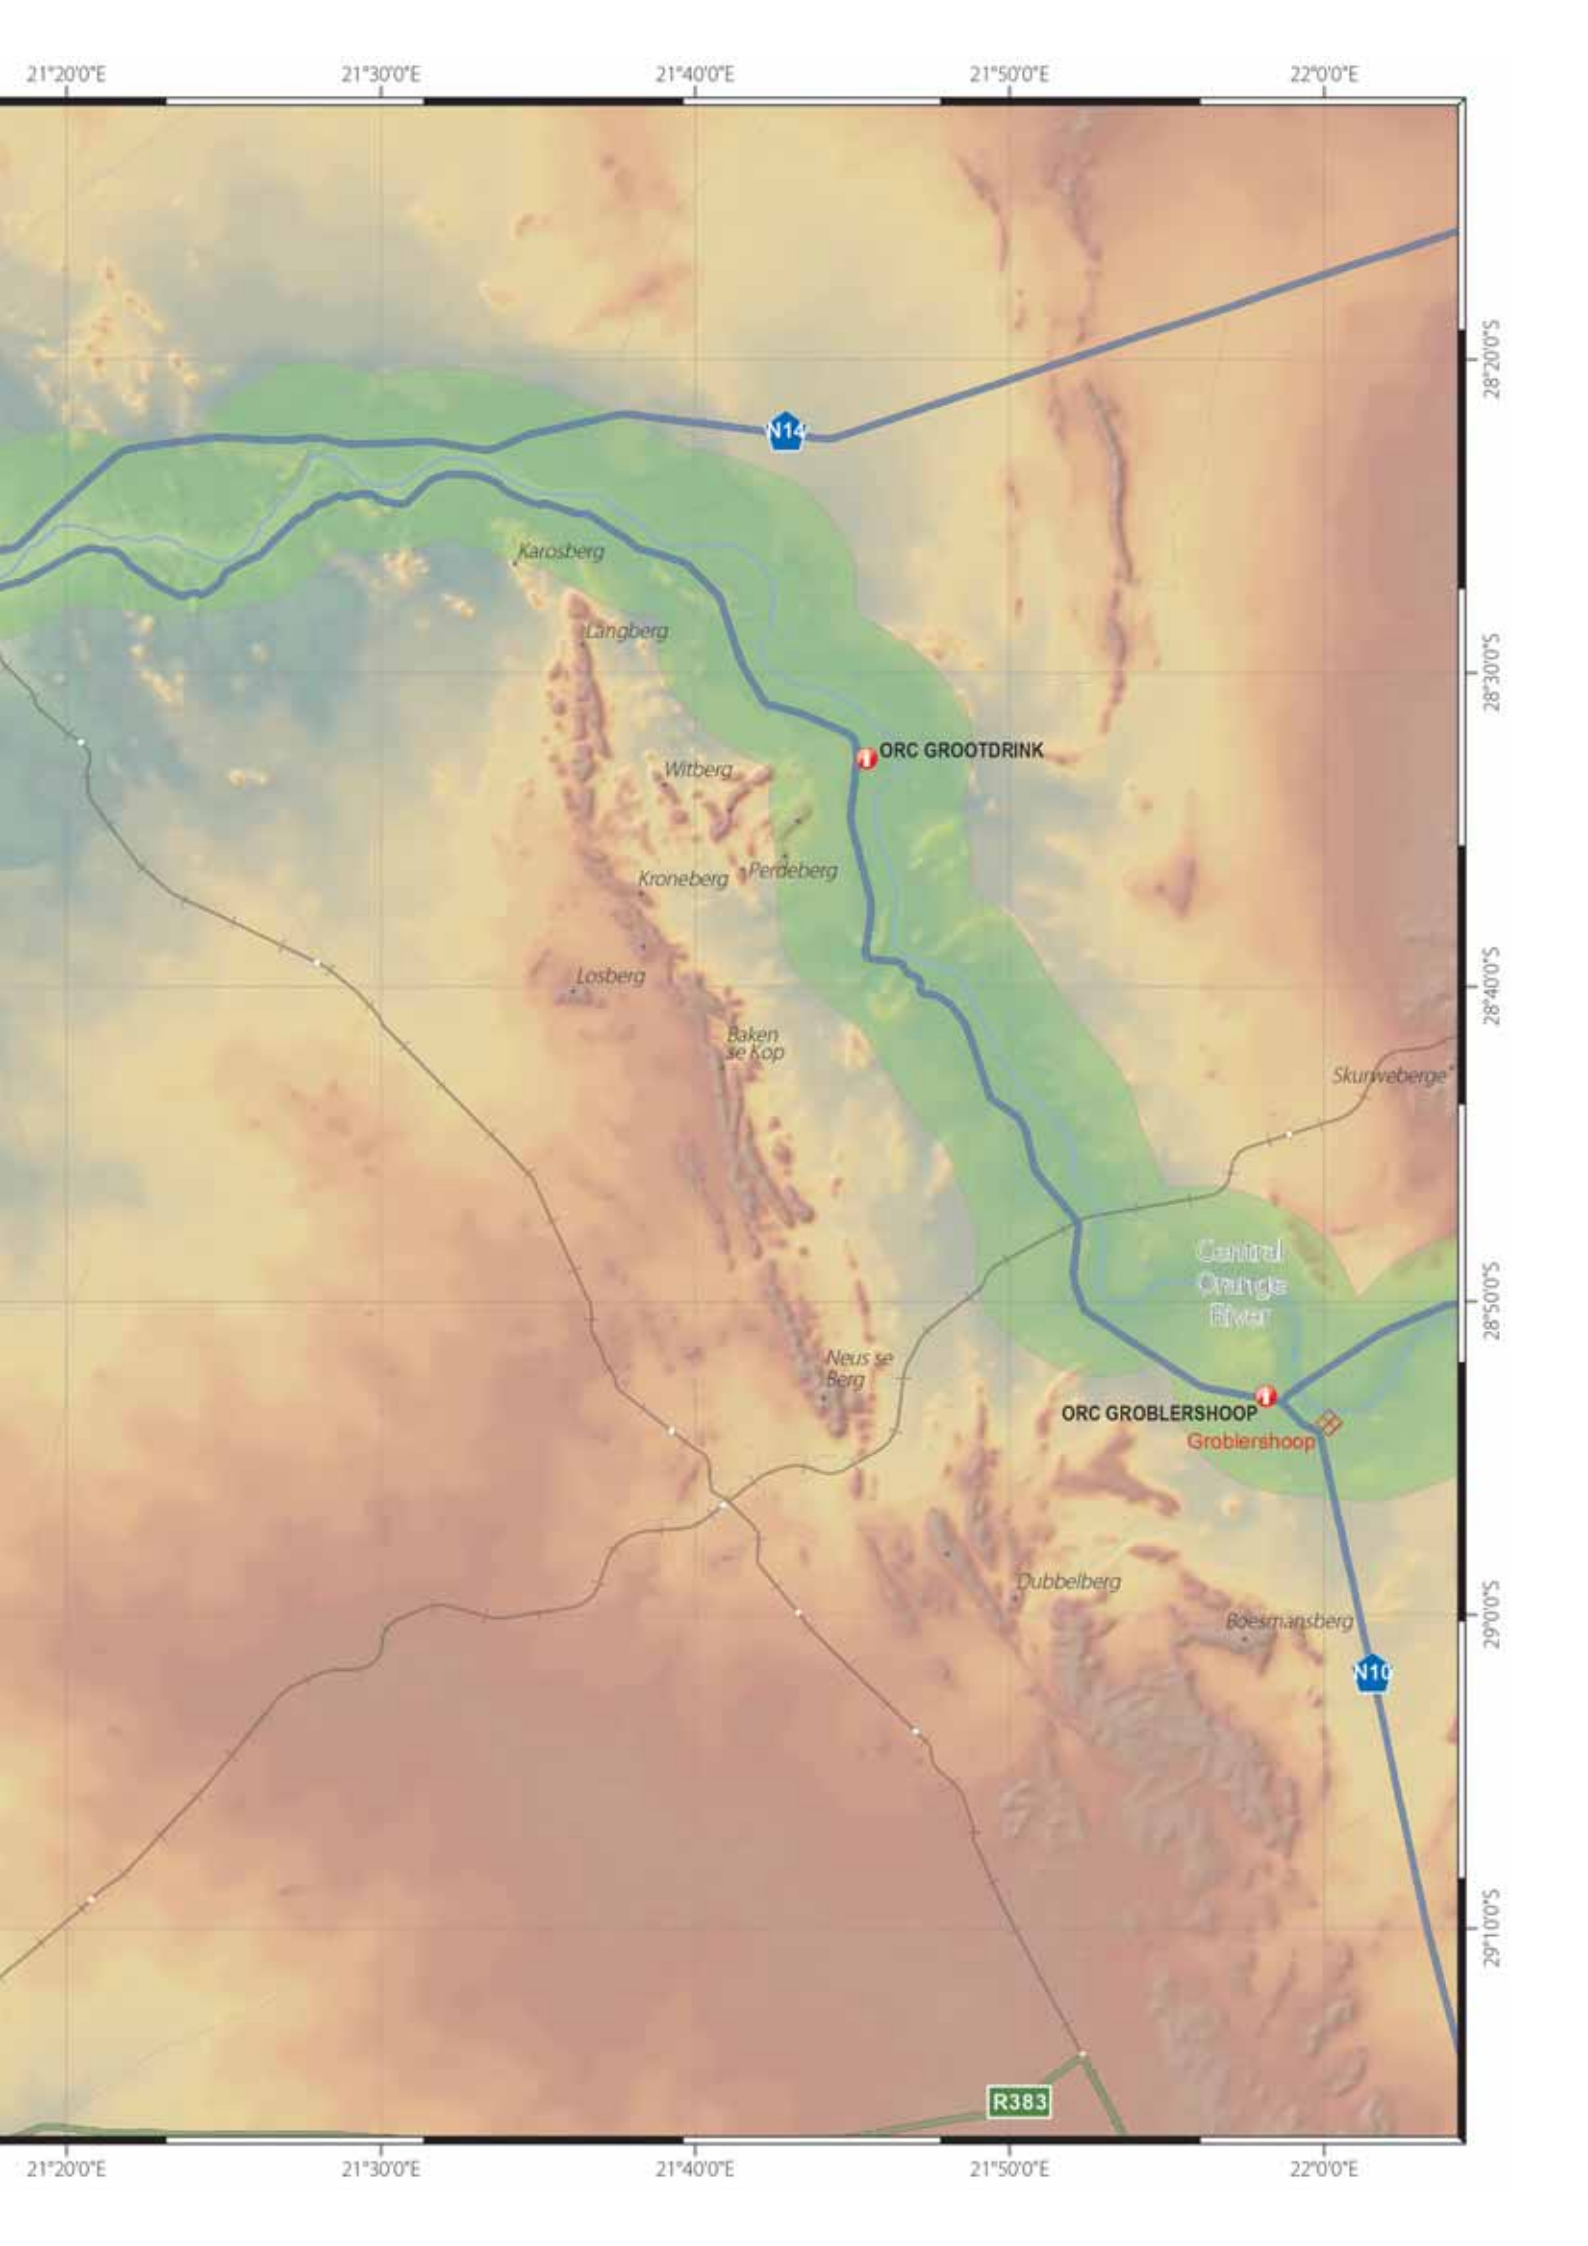 21°20'0"E
21°30'0"E
21°40'0"E
21°50'0"E
22°0'0"E
28°20'0"S
N14
Karosberg
Langberg
28°30'0"S
ORC GROOTDRINK
Witberg
Perdeberg
Kroneberg
Losberg
28°40'0"S
Baken
se Kop
Skurweberge
Central
Orange
River
28°50'0"S
Neus se
Berg
ORC GROBLERSHOOP
Groblershoop
Dubbelberg
29°0'0"S
Boesmansberg
N10
29°10'0"S
R383
21°20'0"E
21°30'0"E
21°40'0"E
21°50'0"E
22°0'0"E